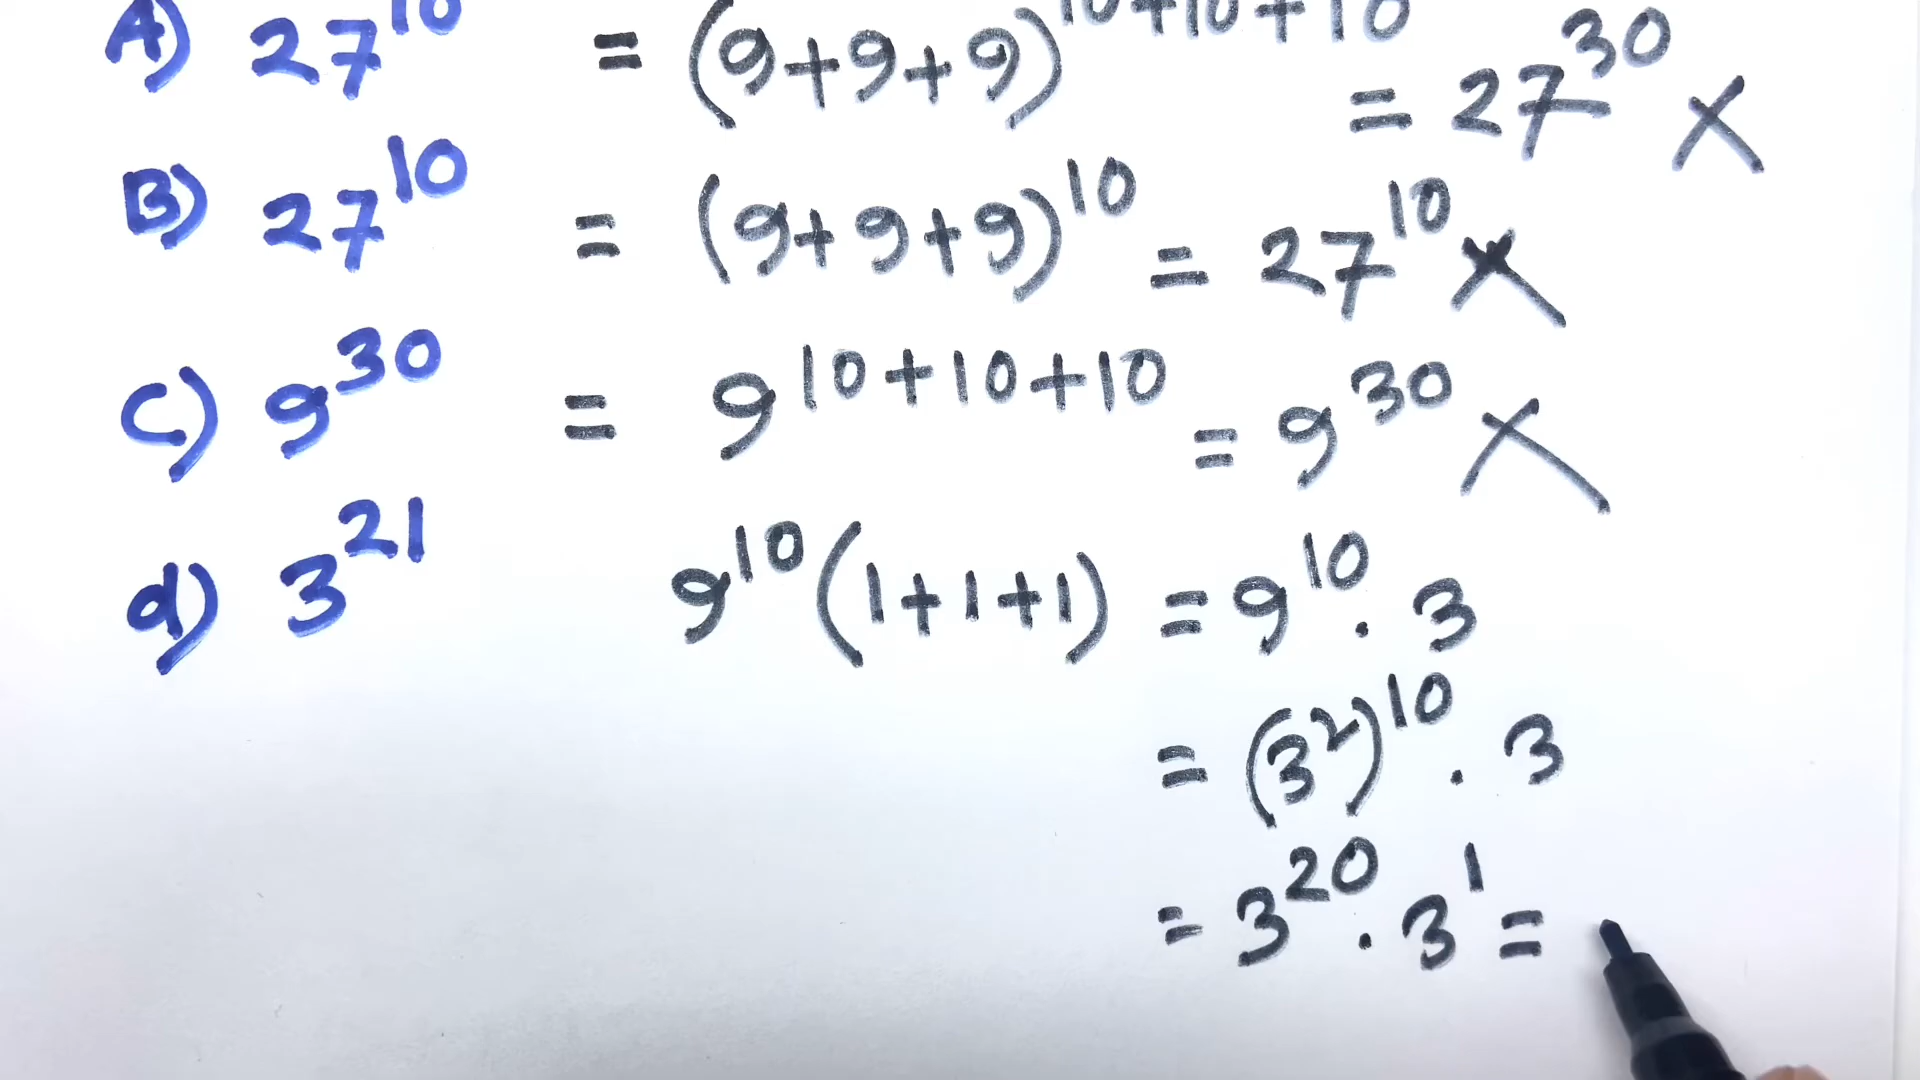 A) 27^10 = (9+9+9)^10+10+10 = 27^30 X
B) 27^10 = (9+9+9)^10 = 27^10 X
C) 9^30 = 9^10+10+10 = 9^30 X
d) 3^21 9^10(1+1+1) = 9^10 . 3
= (3^2)^10 . 3
= 3^20 . 3^1 =